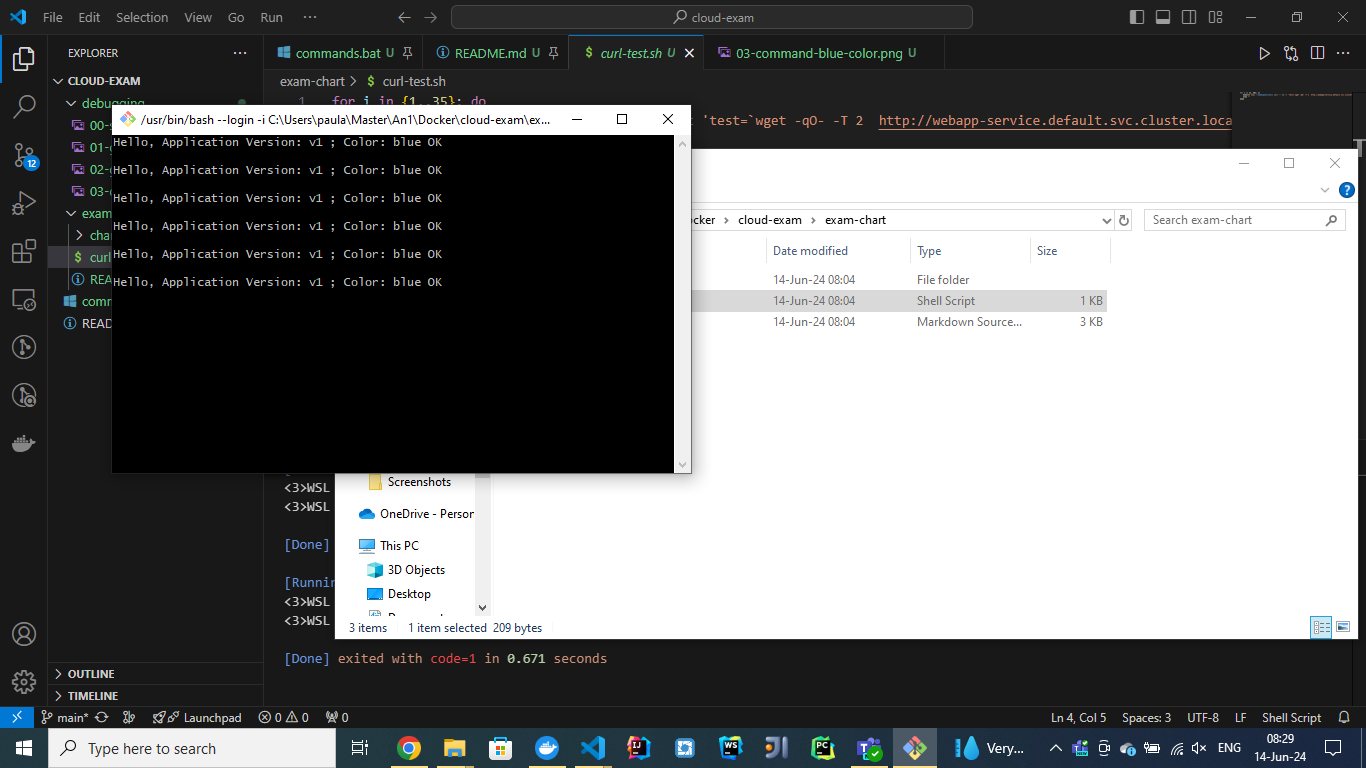 File Edit Selection View Go Run ···
cloud-exam
EXPLORER
CLOUD-EXAM
debugging
00-s
01-
02-
03-
exam
cha
$ curl
REA
comm
READ
OUTLINE
TIMELINE
commands.bat U
README.md U
$ curl-test.sh U
03-command-blue-color.png U
exam-chart > $ curl-test.sh
1 for i in {1..35}; do
'test=`wget -qO- -T 2 http://webapp-service.default.svc.cluster.loca
/usr/bin/bash --login -i C:\Users\paula\Master\An1\Docker\cloud-exam\ex...
Hello, Application Version: v1 ; Color: blue OK
Hello, Application Version: v1 ; Color: blue OK
Hello, Application Version: v1 ; Color: blue OK
Hello, Application Version: v1 ; Color: blue OK
Hello, Application Version: v1 ; Color: blue OK
Hello, Application Version: v1 ; Color: blue OK
ocker > cloud-exam > exam-chart
Search exam-chart
Date modified Type Size
14-Jun-24 08:04 File folder
14-Jun-24 08:04 Shell Script 1 KB
14-Jun-24 08:04 Markdown Source... 3 KB
Screenshots
OneDrive - Person
This PC
3D Objects
Desktop
3 items 1 item selected 209 bytes
<3>WSL
<3>WSL
[Done]
[Runnin
<3>WSL
<3>WSL
[Done] exited with code=1 in 0.671 seconds
12
main* Launchpad 0 0 0
Ln 4, Col 5 Spaces: 3 UTF-8 LF Shell Script
Type here to search
Very...
ENG
08:29
14-Jun-24